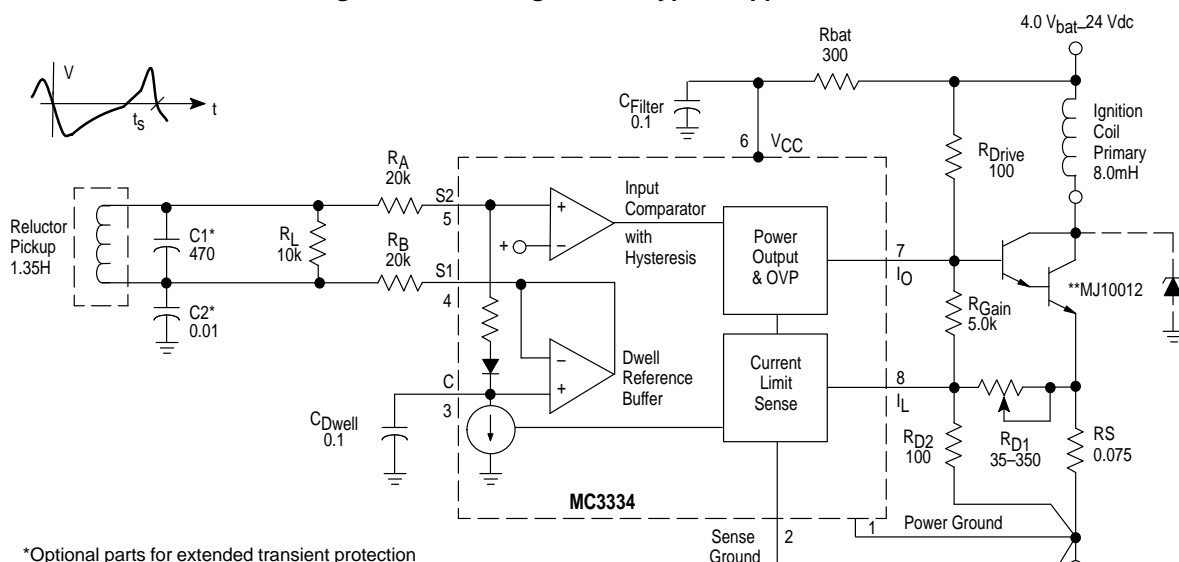 4.0 Vbat–24 Vdc
Rbat
300
V
t
ts
CFilter
0.1
6
VCC
RDrive
100
Ignition
Coil
Primary
8.0mH
RA
20k
S2
5
Input
Comparator
with
Hysteresis
+
–
+
Reluctor
Pickup
1.35H
C1*
470
RL
10k
RB
20k
S1
4
Power
Output
& OVP
7
IO
**MJ10012
C2*
0.01
RGain
5.0k
–
+
Dwell
Reference
Buffer
Current
Limit
Sense
8
IL
C
3
CDwell
0.1
RD2
100
RD1
35–350
RS
0.075
MC3334
1
Power Ground
Sense
Ground
2
*Optional parts for extended transient protection